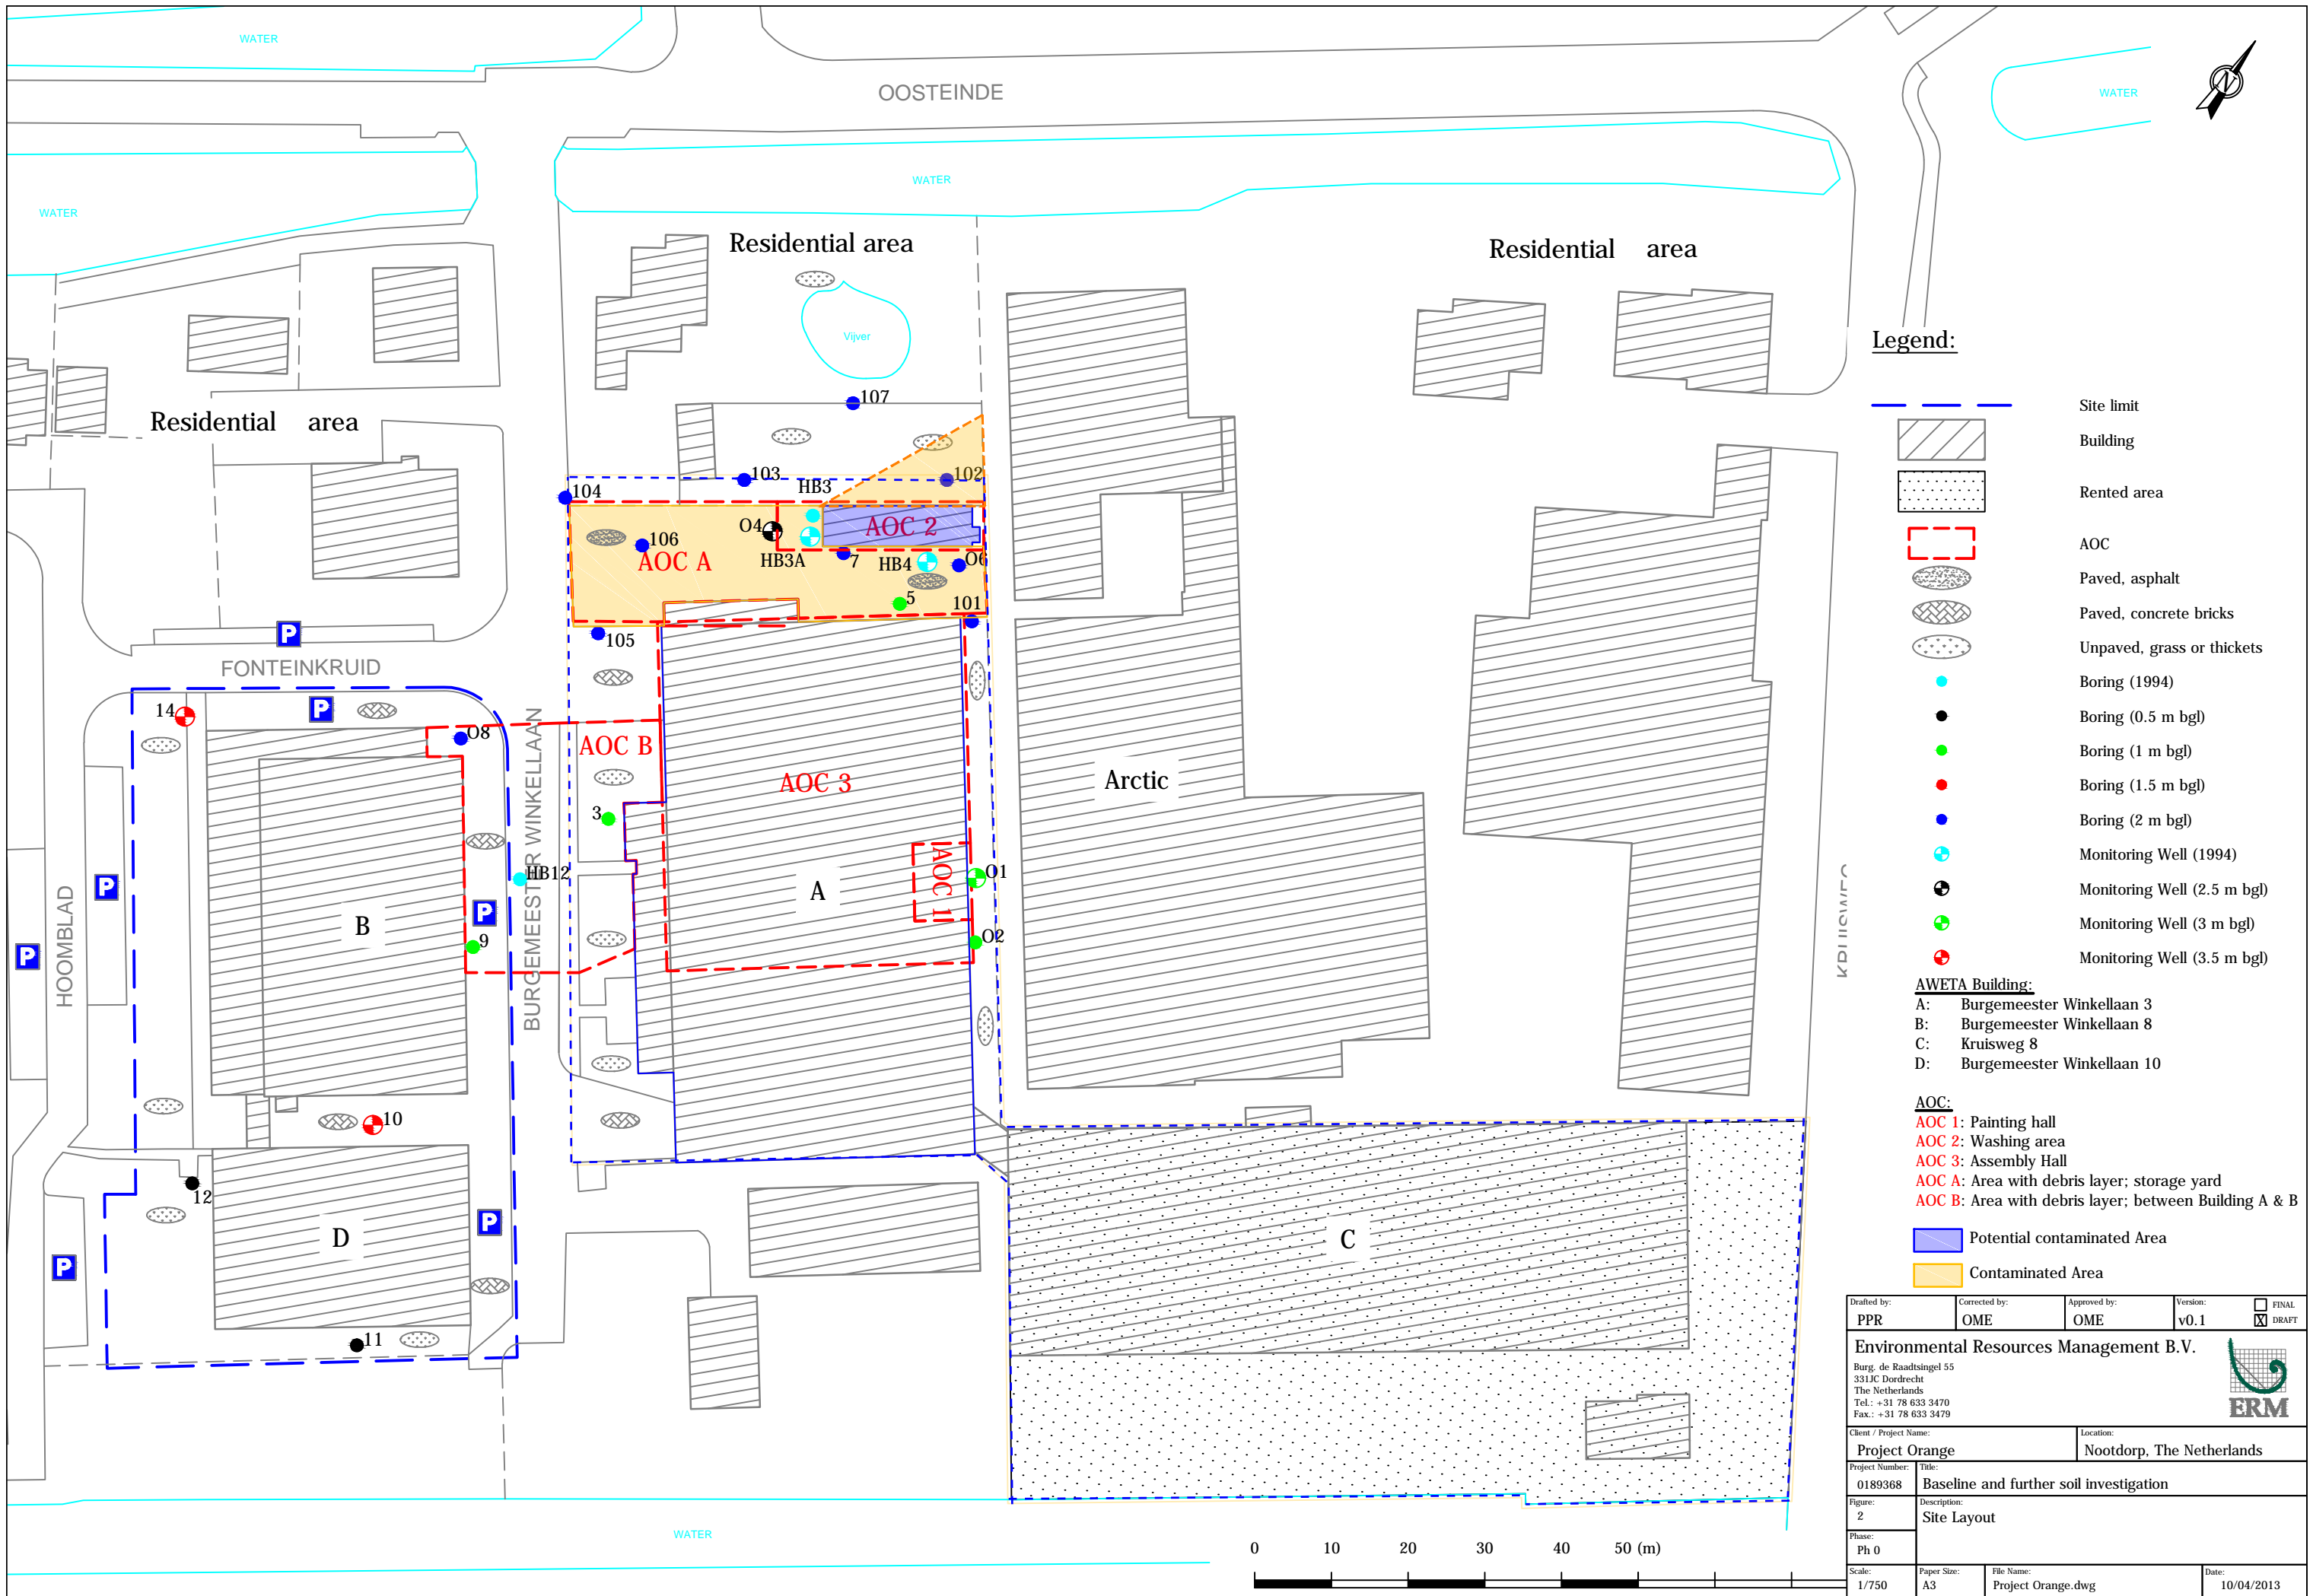 WATER
OOSTEINDE
N
WATER
WATER
WATER
Residential area
Residential area
Vijver
Residential area
107
103
102
104
HB3
O4
AOC 2
106
AOC A
HB3A
7
HB4
O6
5
101
105
P
FONTEINKRUID
14
P
O8
BURGEMEESTER WINKELLAAN
AOC B
AOC 3
Arctic
3
AOC 1
O1
HB12
A
P
P
B
9
O2
P
HOOMBLAD
10
12
D
P
P
C
11
WATER
0 10 20 30 40 50 (m)
Legend:
Site limit
Building
Rented area
AOC
Paved, asphalt
Paved, concrete bricks
Unpaved, grass or thickets
Boring (1994)
Boring (0.5 m bgl)
Boring (1 m bgl)
Boring (1.5 m bgl)
Boring (2 m bgl)
Monitoring Well (1994)
Monitoring Well (2.5 m bgl)
Monitoring Well (3 m bgl)
Monitoring Well (3.5 m bgl)
AWETA Building:
A: Burgemeester Winkellaan 3
B: Burgemeester Winkellaan 8
C: Kruisweg 8
D: Burgemeester Winkellaan 10
AOC:
AOC 1: Painting hall
AOC 2: Washing area
AOC 3: Assembly Hall
AOC A: Area with debris layer; storage yard
AOC B: Area with debris layer; between Building A & B
Potential contaminated Area
Contaminated Area
Drafted by: Corrected by: Approved by: Version: FINAL
PPR OME OME v0.1 X DRAFT
Environmental Resources Management B.V.
Burg. de Raadtsingel 55
331JC Dordrecht
The Netherlands
Tel.: +31 78 633 3470
Fax.: +31 78 633 3479
ERM
Client / Project Name: Location:
Project Orange Nootdorp, The Netherlands
Project Number: Title:
0189368 Baseline and further soil investigation
Figure: Description:
2 Site Layout
Phase:
Ph 0
Scale: Paper Size: File Name: Date:
1/750 A3 Project Orange.dwg 10/04/2013